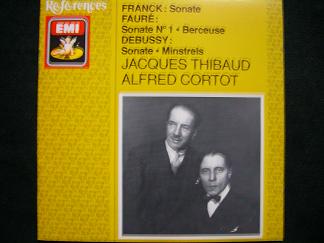 Références
EMI
FRANCK : Sonate
FAURÉ :
Sonate N° 1 • Berceuse
DEBUSSY :
Sonate • Minstrels
JACQUES THIBAUD
ALFRED CORTOT